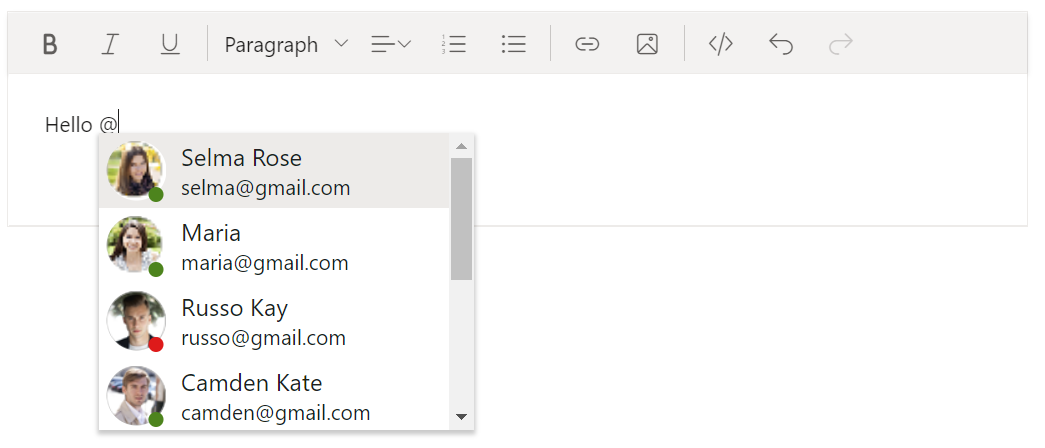 B I U Paragraph
Hello @
Selma Rose
selma@gmail.com
Maria
maria@gmail.com
Russo Kay
russo@gmail.com
Camden Kate
camden@gmail.com